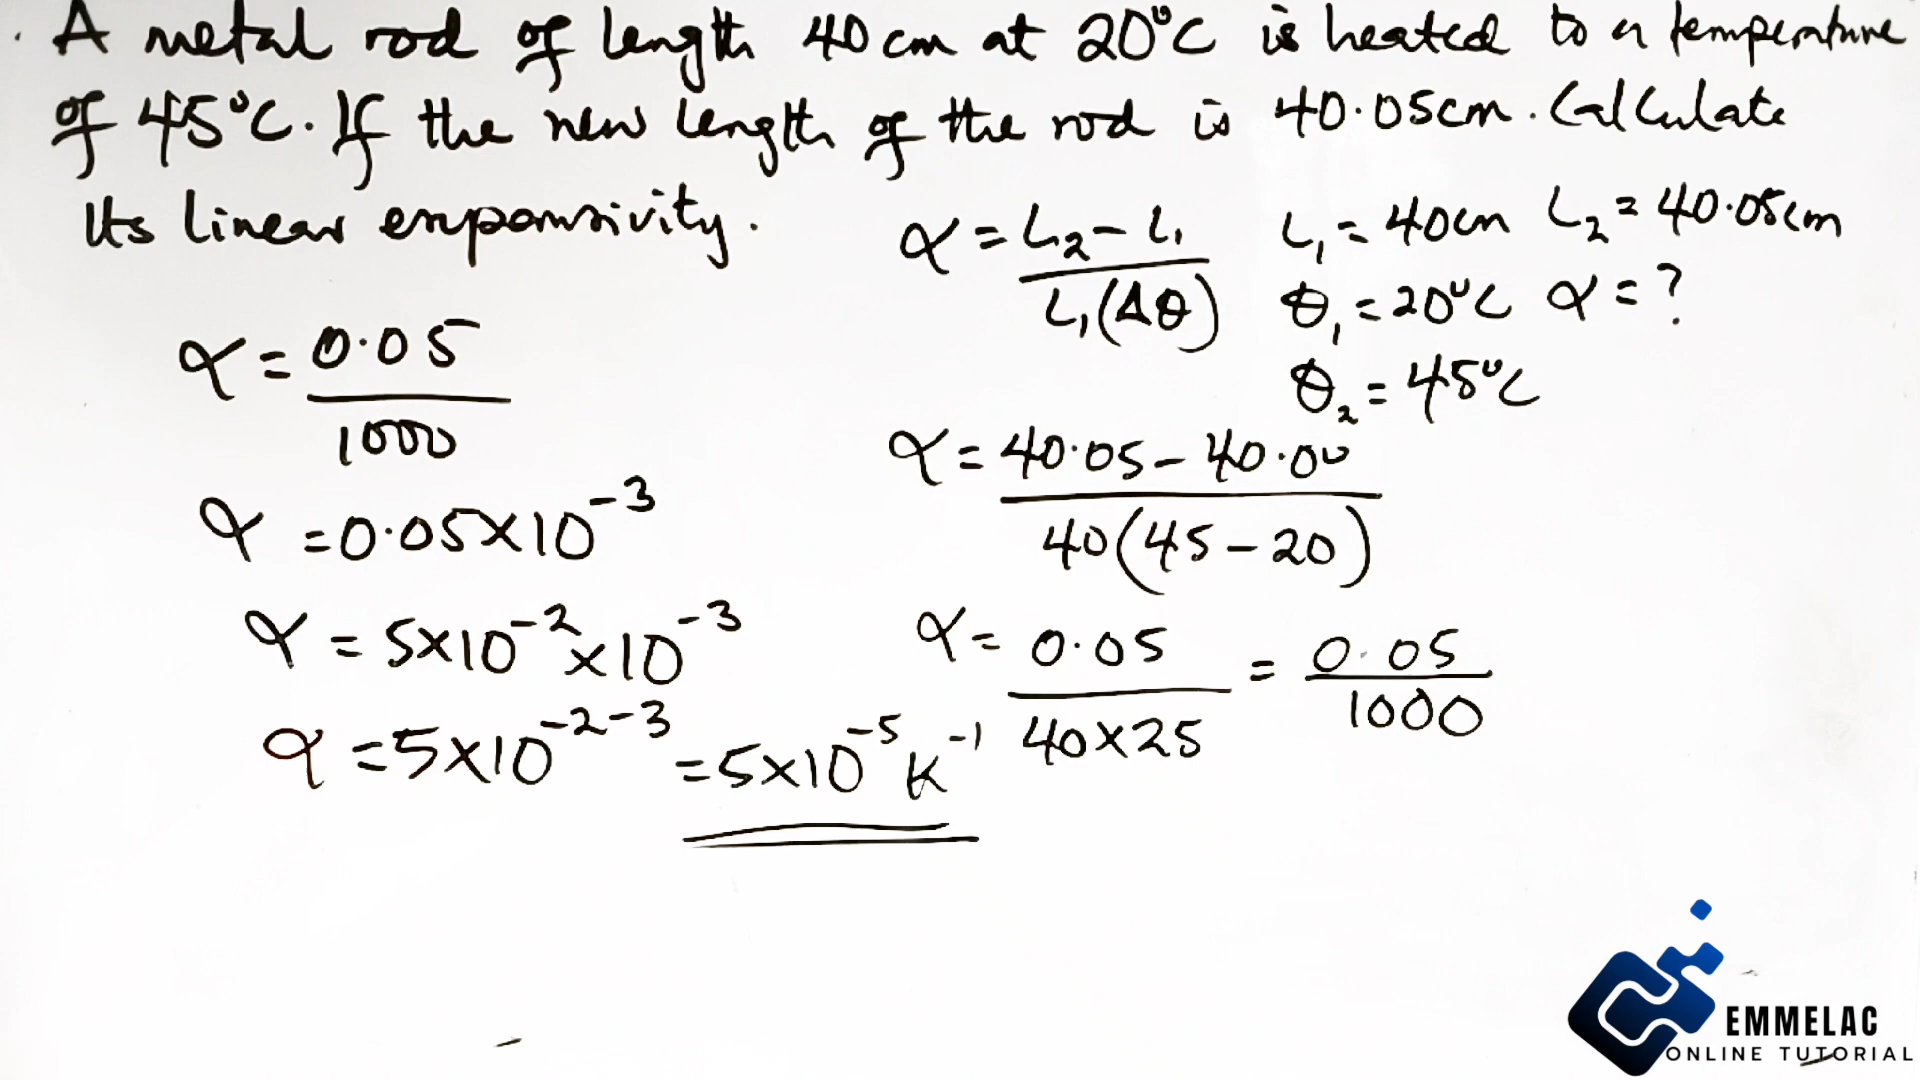 A metal rod of length 40cm at 20°C is heated to a temperature
of 45°C. If the new length of the rod is 40.05cm. Calculate
Its linear expansivity.
α = L₂ - L₁ / L₁(Δθ)
L₁ = 40cm L₂ = 40.05cm
θ₁ = 20°C α = ?
θ₂ = 45°C
α = 40.05 - 40.00 / 40(45 - 20)
α = 0.05 / 40×25 = 0.05 / 1000
α = 0.05 / 1000
α = 0.05×10⁻³
α = 5×10⁻²×10⁻³
α = 5×10⁻²⁻³ = 5×10⁻⁵ K⁻¹
EMMELAC
ONLINE TUTORIAL